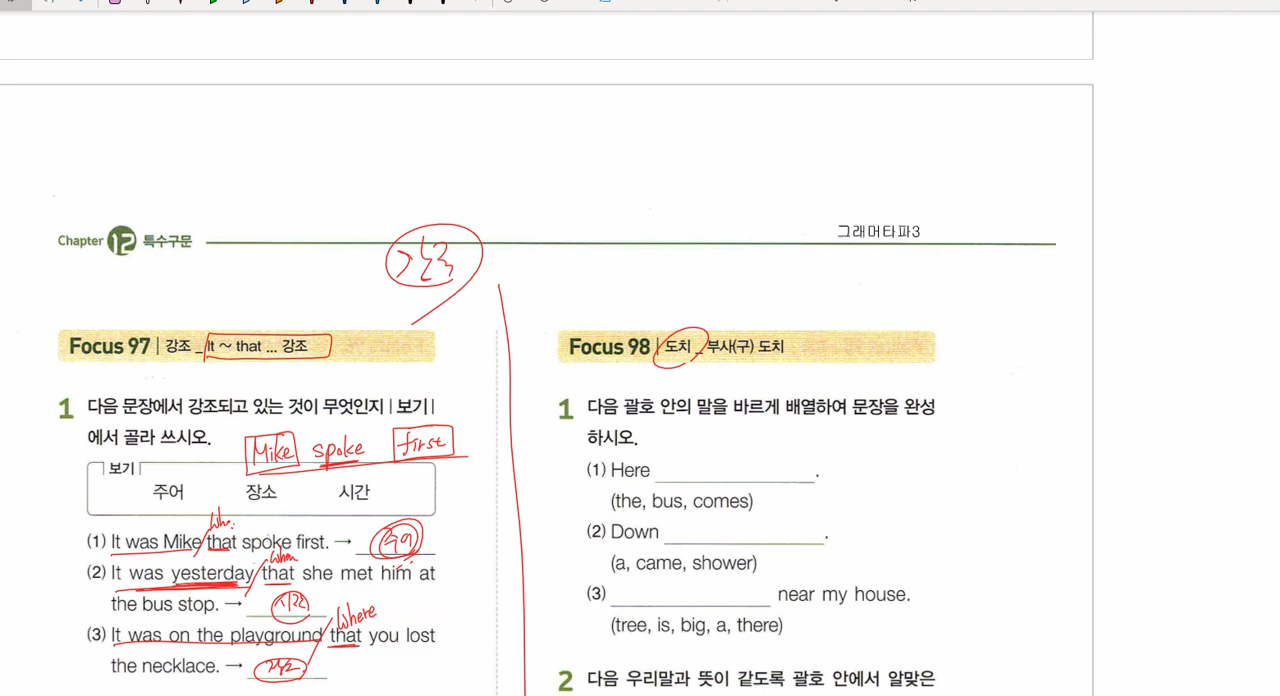 Chapter 12 특수구문
그래머타파3
강조
Focus 97 | 강조 _ It ~ that ... 강조
1 다음 문장에서 강조되고 있는 것이 무엇인지 |보기|
에서 골라 쓰시오.
Mike spoke first
보기
주어 장소 시간
who
(1) It was Mike that spoke first. → 주어
when
(2) It was yesterday that she met him at
the bus stop. → 시간
where
(3) It was on the playground that you lost
the necklace. → 장소
Focus 98 | 도치 _ 부사(구) 도치
1 다음 괄호 안의 말을 바르게 배열하여 문장을 완성
하시오.
(1) Here ____________.
(the, bus, comes)
(2) Down ____________.
(a, came, shower)
(3) ____________ near my house.
(tree, is, big, a, there)
2 다음 우리말과 뜻이 같도록 괄호 안에서 알맞은